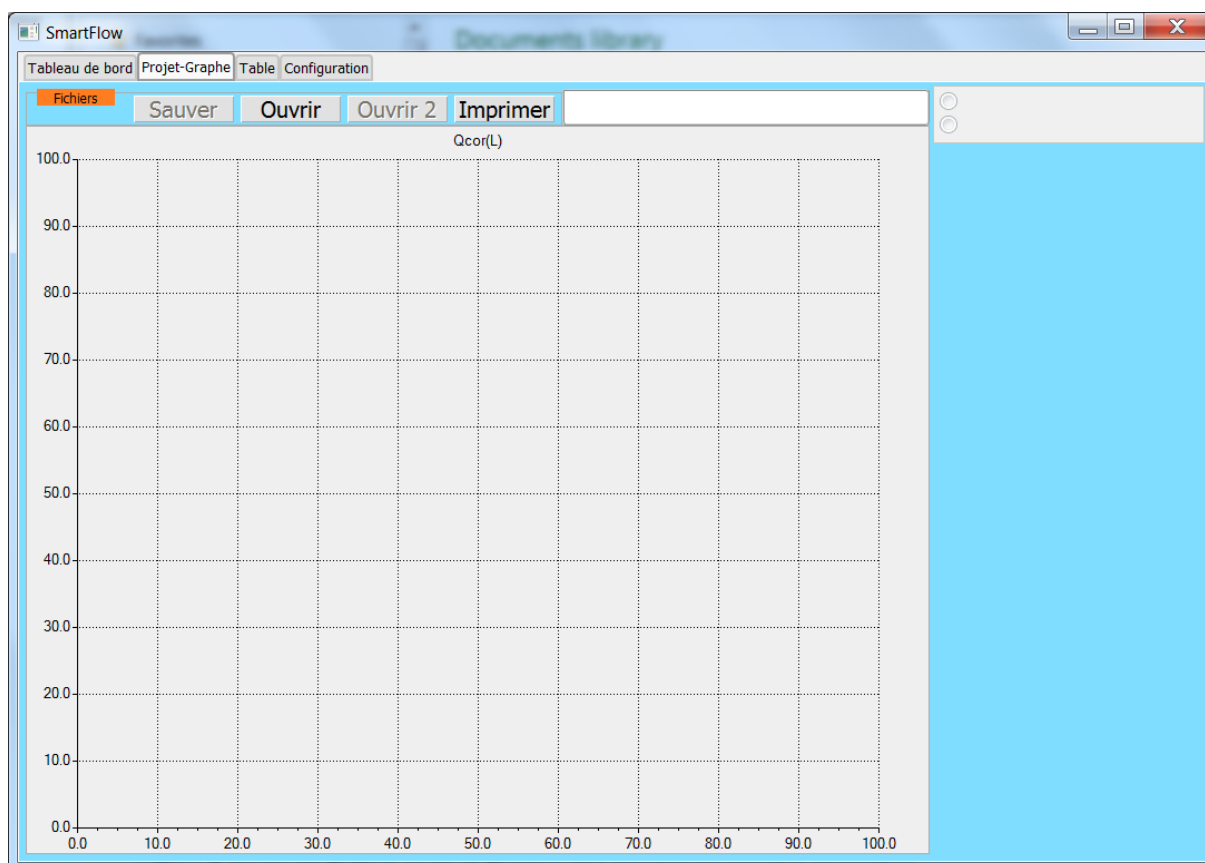 SmartFlow
Documents library
Tableau de bord Projet-Graphe Table Configuration
Fichiers Sauver Ouvrir Ouvrir 2 Imprimer
Qcor(L)
100.0
90.0
80.0
70.0
60.0
50.0
40.0
30.0
20.0
10.0
0.0
0.0 10.0 20.0 30.0 40.0 50.0 60.0 70.0 80.0 90.0 100.0